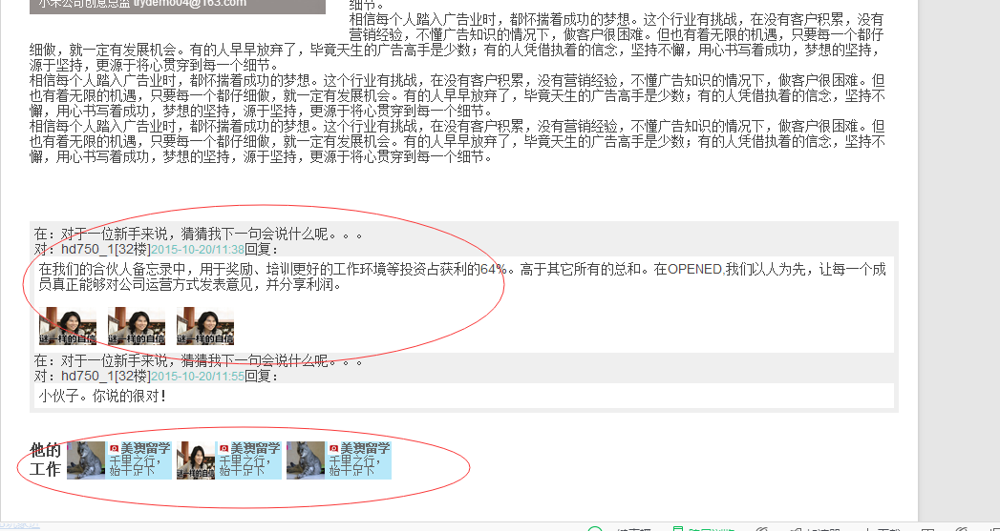 小禾公司创意总监 liydem004@163.com
细节。
相信每个人踏入广告业时，都怀揣着成功的梦想。这个行业有挑战，在没有客户积累，没有
营销经验，不懂广告知识的情况下，做客户很困难。但也有着无限的机遇，只要每一个都仔
细做，就一定有发展机会。有的人早早放弃了，毕竟天生的广告高手是少数；有的人凭借执着的信念，坚持不懈，用心书写着成功，梦想的坚持，
源于坚持，更源于将心贯穿到每一个细节。
相信每个人踏入广告业时，都怀揣着成功的梦想。这个行业有挑战，在没有客户积累，没有营销经验，不懂广告知识的情况下，做客户很困难。但
也有着无限的机遇，只要每一个都仔细做，就一定有发展机会。有的人早早放弃了，毕竟天生的广告高手是少数；有的人凭借执着的信念，坚持不
懈，用心书写着成功，梦想的坚持，源于坚持，更源于将心贯穿到每一个细节。
相信每个人踏入广告业时，都怀揣着成功的梦想。这个行业有挑战，在没有客户积累，没有营销经验，不懂广告知识的情况下，做客户很困难。但
也有着无限的机遇，只要每一个都仔细做，就一定有发展机会。有的人早早放弃了，毕竟天生的广告高手是少数；有的人凭借执着的信念，坚持不
懈，用心书写着成功，梦想的坚持，源于坚持，更源于将心贯穿到每一个细节。
在：对于一位新手来说，猜猜我下一句会说什么呢。。。
对：hd750_1[32楼]2015-10-20/11:38回复：
在我们的合伙人备忘录中，用于奖励、培训更好的工作环境等投资占获利的64%。高于其它所有的总和。在OPENED,我们以人为先，让每一个成
员真正能够对公司运营方式发表意见，并分享利润。
谜一样的自信 谜一样的自信 谜一样的自信
在：对于一位新手来说，猜猜我下一句会说什么呢。。。
对：hd750_1[32楼]2015-10-20/11:55回复：
小伙子。你说的很对！
他的 美澳留学 美澳留学 美澳留学
工作 千里之行， 千里之行， 千里之行，
始于足下 谜一样的自信 始于足下 始于足下